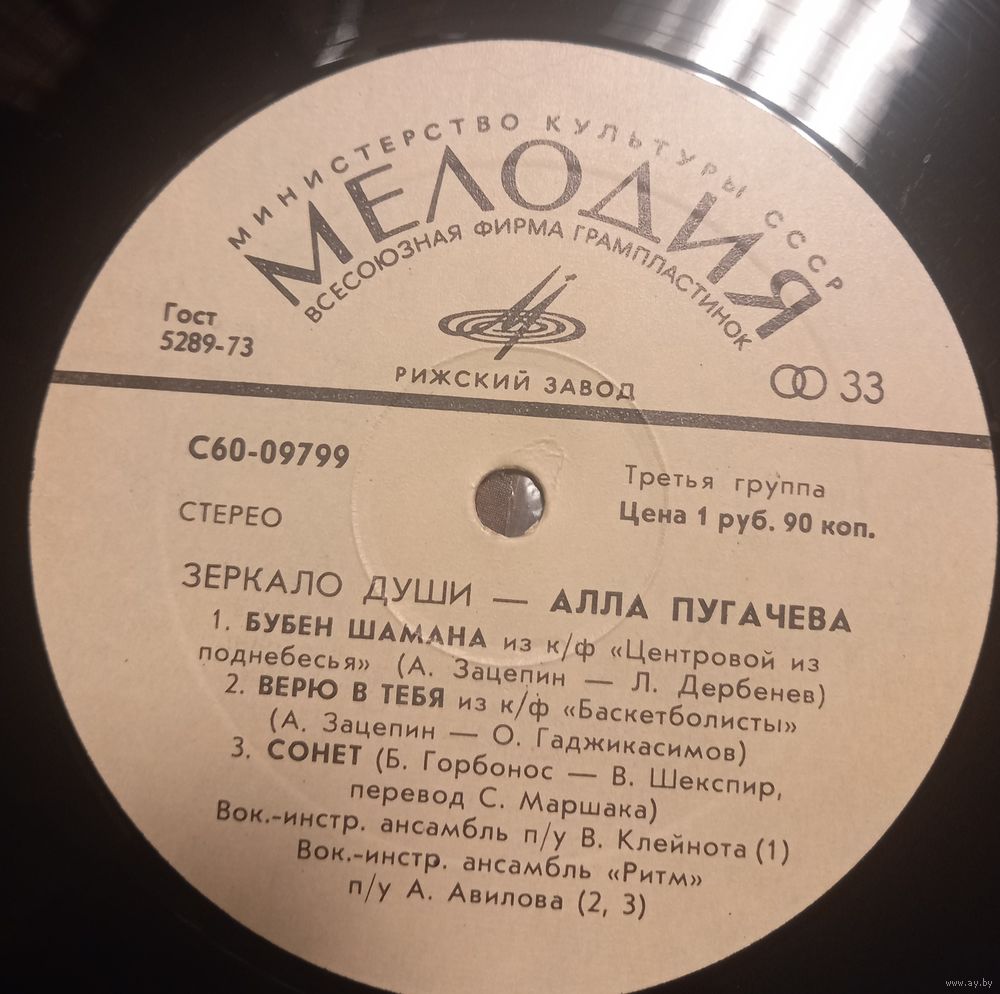 МИНИСТЕРСТВО КУЛЬТУРЫ СССР
МЕЛОДИЯ
ВСЕСОЮЗНАЯ ФИРМА ГРАМПЛАСТИНОК
Гост
5289-73
РИЖСКИЙ ЗАВОД
33
С60-09799
Третья группа
СТЕРЕО
Цена 1 руб. 90 коп.
ЗЕРКАЛО ДУШИ — АЛЛА ПУГАЧЕВА
1. БУБЕН ШАМАНА из к/ф «Центровой из
поднебесья» (А. Зацепин — Л. Дербенев)
2. ВЕРЮ В ТЕБЯ из к/ф «Баскетболисты»
(А. Зацепин — О. Гаджикасимов)
3. СОНЕТ (Б. Горбонос — В. Шекспир,
перевод С. Маршака)
Вок.-инстр. ансамбль п/у В. Клейнота (1)
Вок.-инстр. ансамбль «Ритм»
п/у А. Авилова (2, 3)
www.ay.by